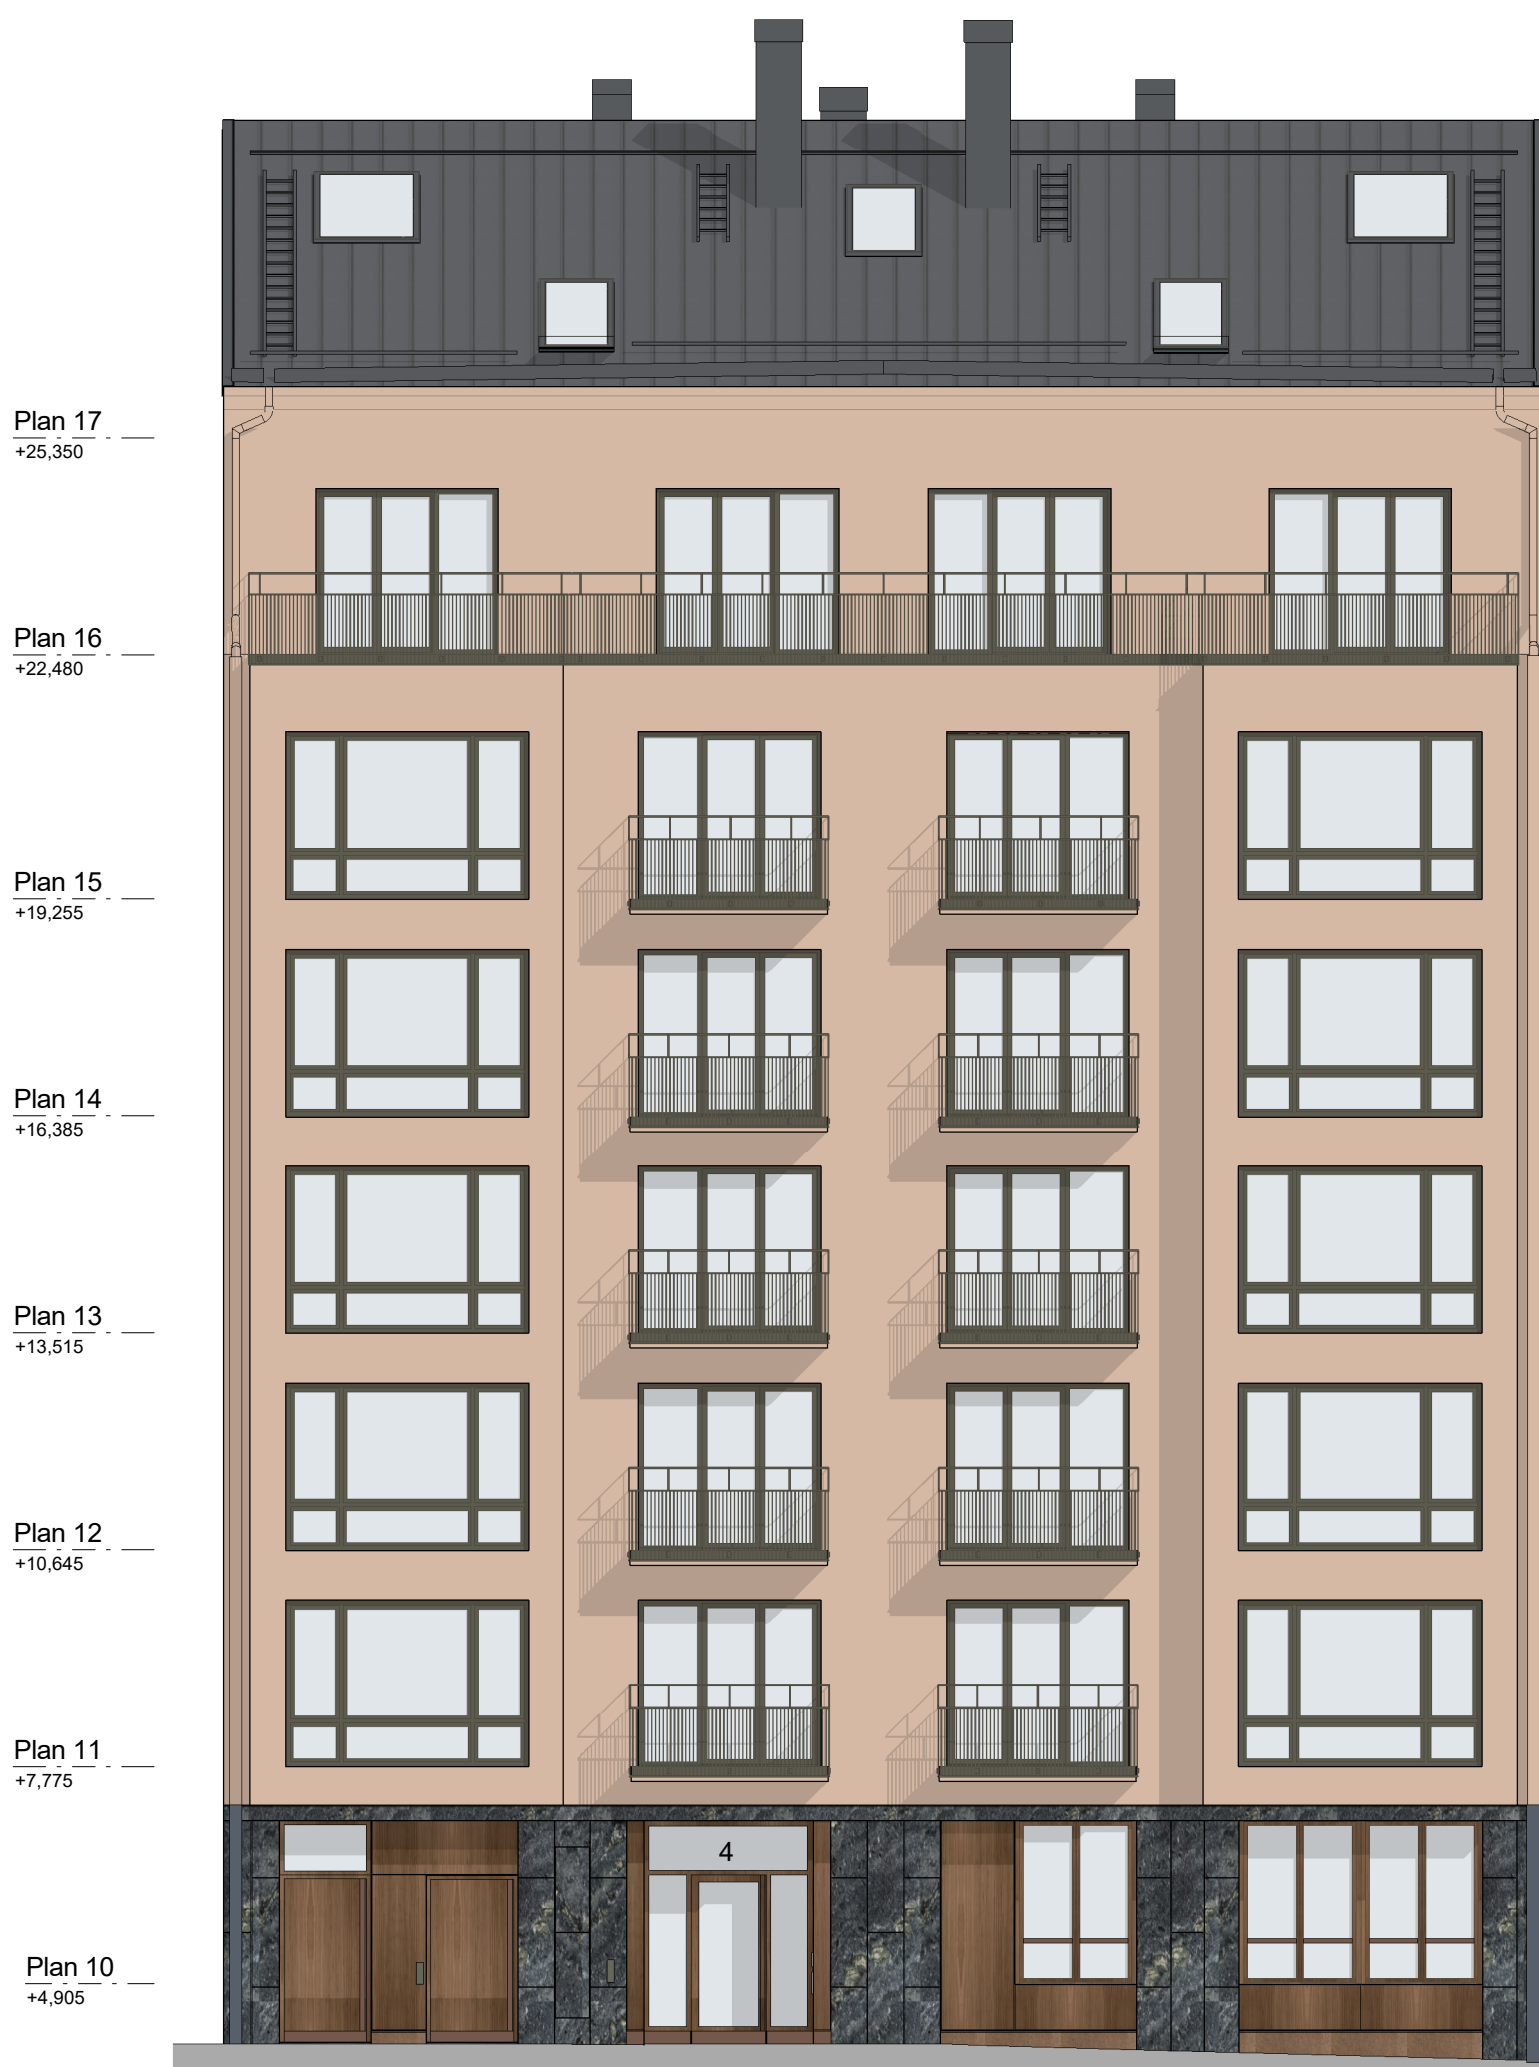 Plan 17
+25,350
Plan 16
+22,480
Plan 15
+19,255
Plan 14
+16,385
Plan 13
+13,515
Plan 12
+10,645
Plan 11
+7,775
4
Plan 10
+4,905